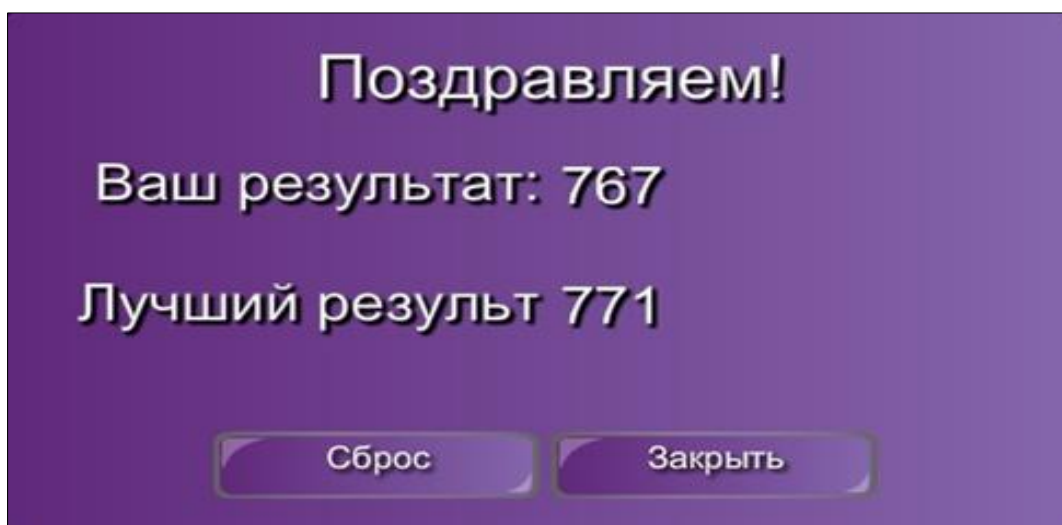 Поздравляем!
Ваш результат: 767
Лучший результ 771
Сброс Закрыть